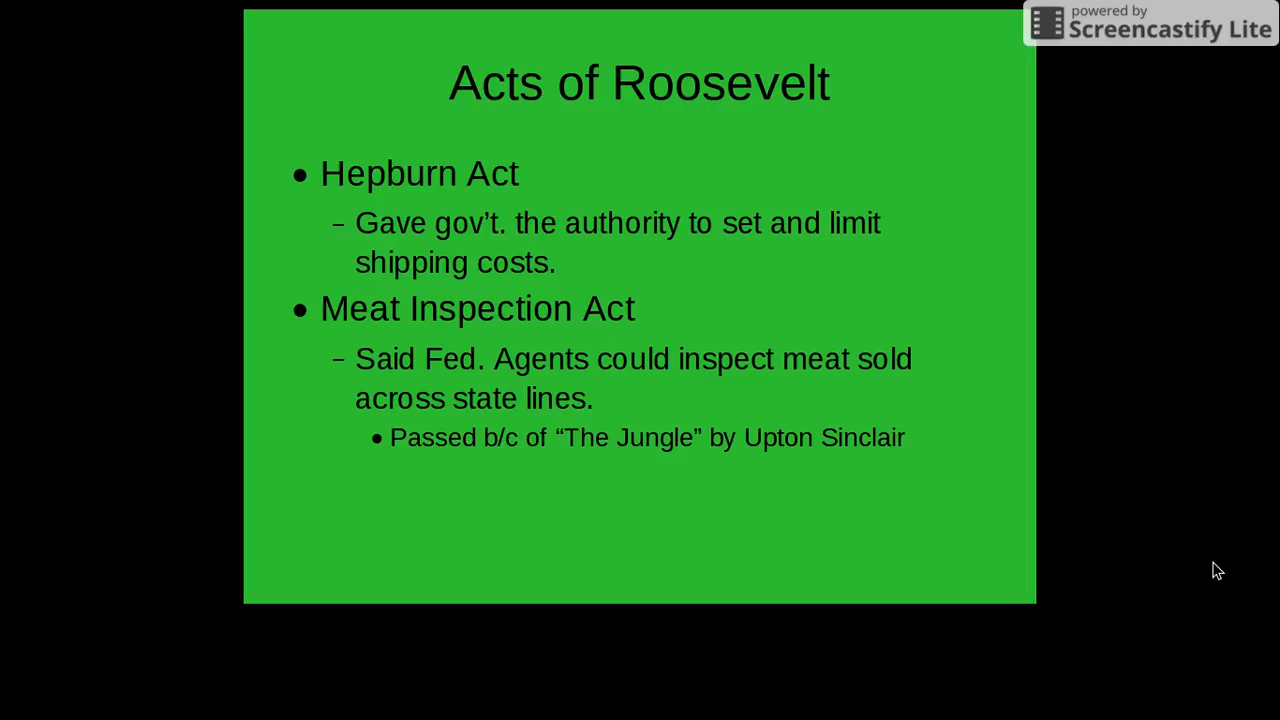 powered by
Screencastify Lite
Acts of Roosevelt
• Hepburn Act
– Gave gov’t. the authority to set and limit
shipping costs.
• Meat Inspection Act
– Said Fed. Agents could inspect meat sold
across state lines.
• Passed b/c of “The Jungle” by Upton Sinclair